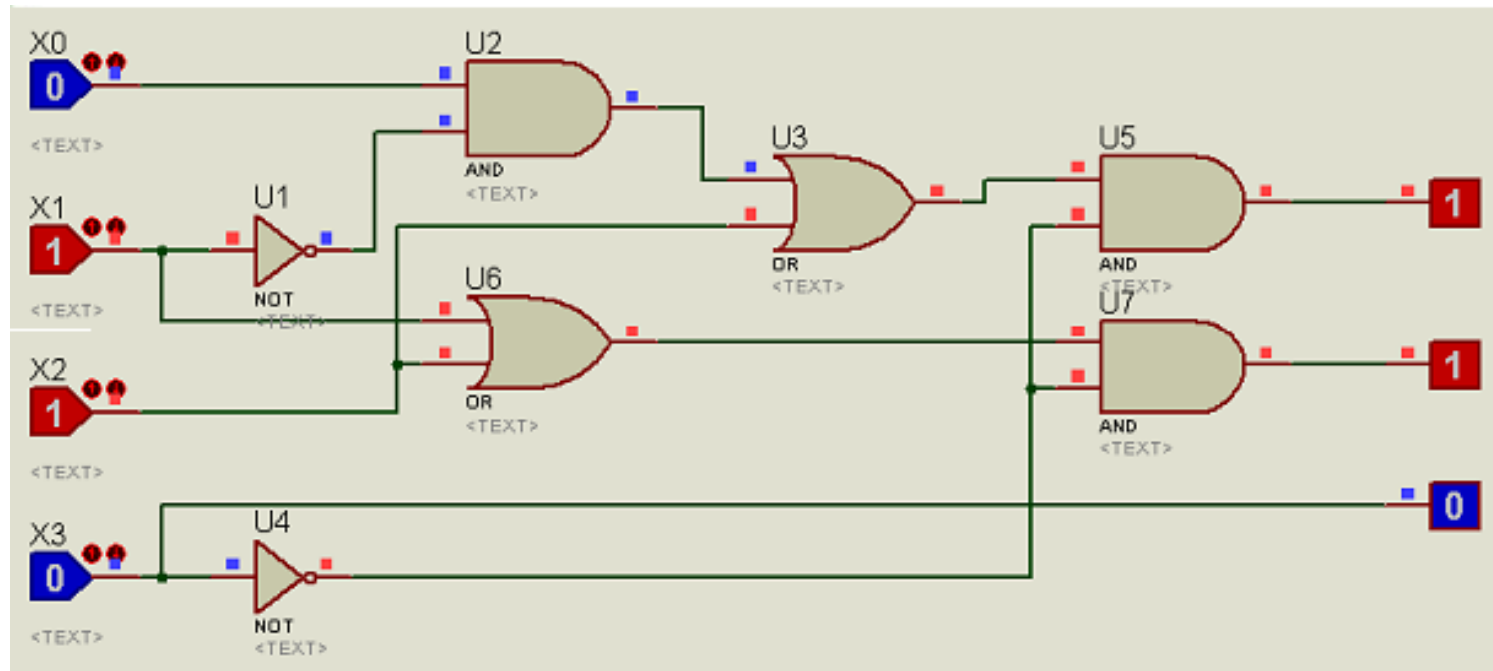 X0
0
<TEXT>
U2
AND
<TEXT>
X1
1
<TEXT>
U1
NOT
<TEXT>
U3
OR
<TEXT>
U5
AND
<TEXT>
1
U6
OR
<TEXT>
U7
AND
<TEXT>
1
X2
1
<TEXT>
0
X3
0
<TEXT>
U4
NOT
<TEXT>